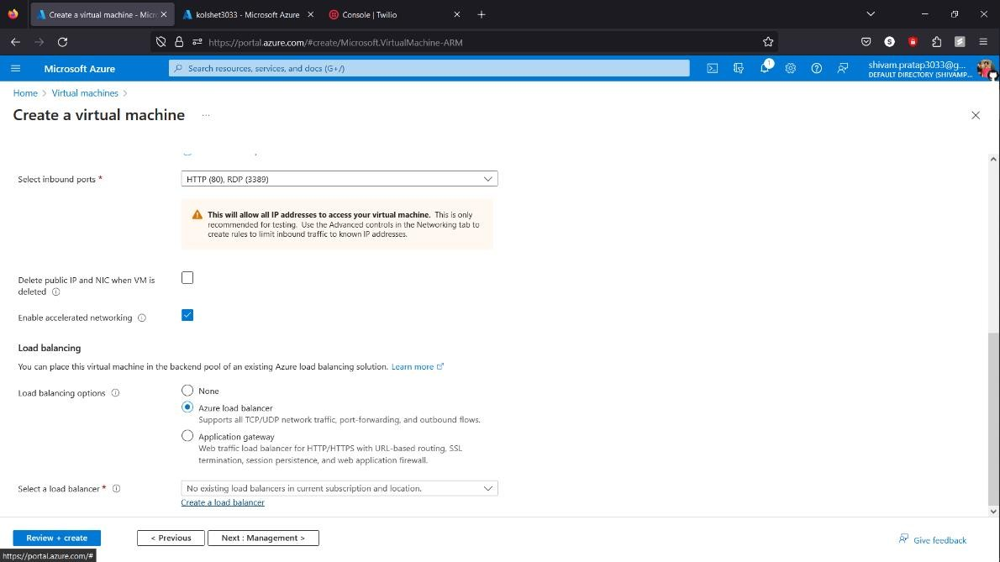 Create a virtual machine - Micro
kolshet3033 - Microsoft Azure
Console | Twilio
https://portal.azure.com/#create/Microsoft.VirtualMachine-ARM
Microsoft Azure
Search resources, services, and docs (G+/)
1
shivam.pratap3033@g...
DEFAULT DIRECTORY (SHIVAMP...
Home > Virtual machines >
Create a virtual machine ...
Select inbound ports *
HTTP (80), RDP (3389)
This will allow all IP addresses to access your virtual machine. This is only
recommended for testing. Use the Advanced controls in the Networking tab to
create rules to limit inbound traffic to known IP addresses.
Delete public IP and NIC when VM is
deleted
Enable accelerated networking
Load balancing
You can place this virtual machine in the backend pool of an existing Azure load balancing solution. Learn more
Load balancing options
None
Azure load balancer
Supports all TCP/UDP network traffic, port-forwarding, and outbound flows.
Application gateway
Web traffic load balancer for HTTP/HTTPS with URL-based routing, SSL
termination, session persistence, and web application firewall.
Select a load balancer *
No existing load balancers in current subscription and location.
Create a load balancer
Review + create
< Previous
Next : Management >
Give feedback
https://portal.azure.com/#